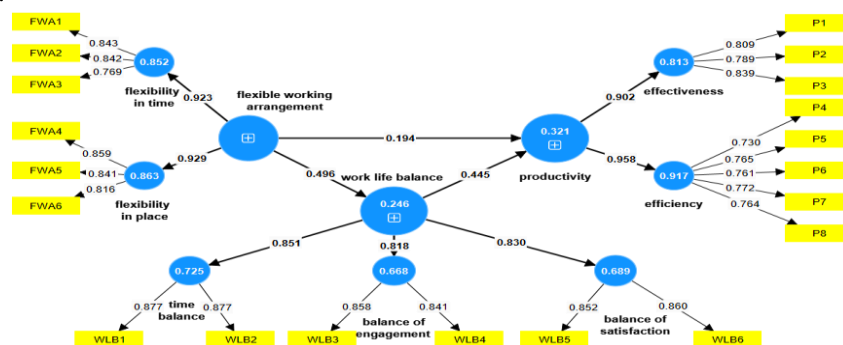 FWA1
P1
0.843
0.809
FWA2
0.842
0.852
0.813
0.789
P2
FWA3
0.769
0.839
P3
flexibility
in time
0.923
flexible working
arrangement
0.902
effectiveness
P4
FWA4
0.859
0.194
0.321
0.730
P5
FWA5
0.841
0.863
0.929
0.958
0.917
0.765
0.761
P6
FWA6
0.816
0.496
work life balance
0.445
productivity
efficiency
0.772
P7
flexibility
in place
0.246
0.764
P8
0.851
0.818
0.830
0.725
0.668
0.689
0.877
time
balance
0.877
0.858
balance of
engagement
0.841
0.852
balance of
satisfaction
0.860
WLB1
WLB2
WLB3
WLB4
WLB5
WLB6